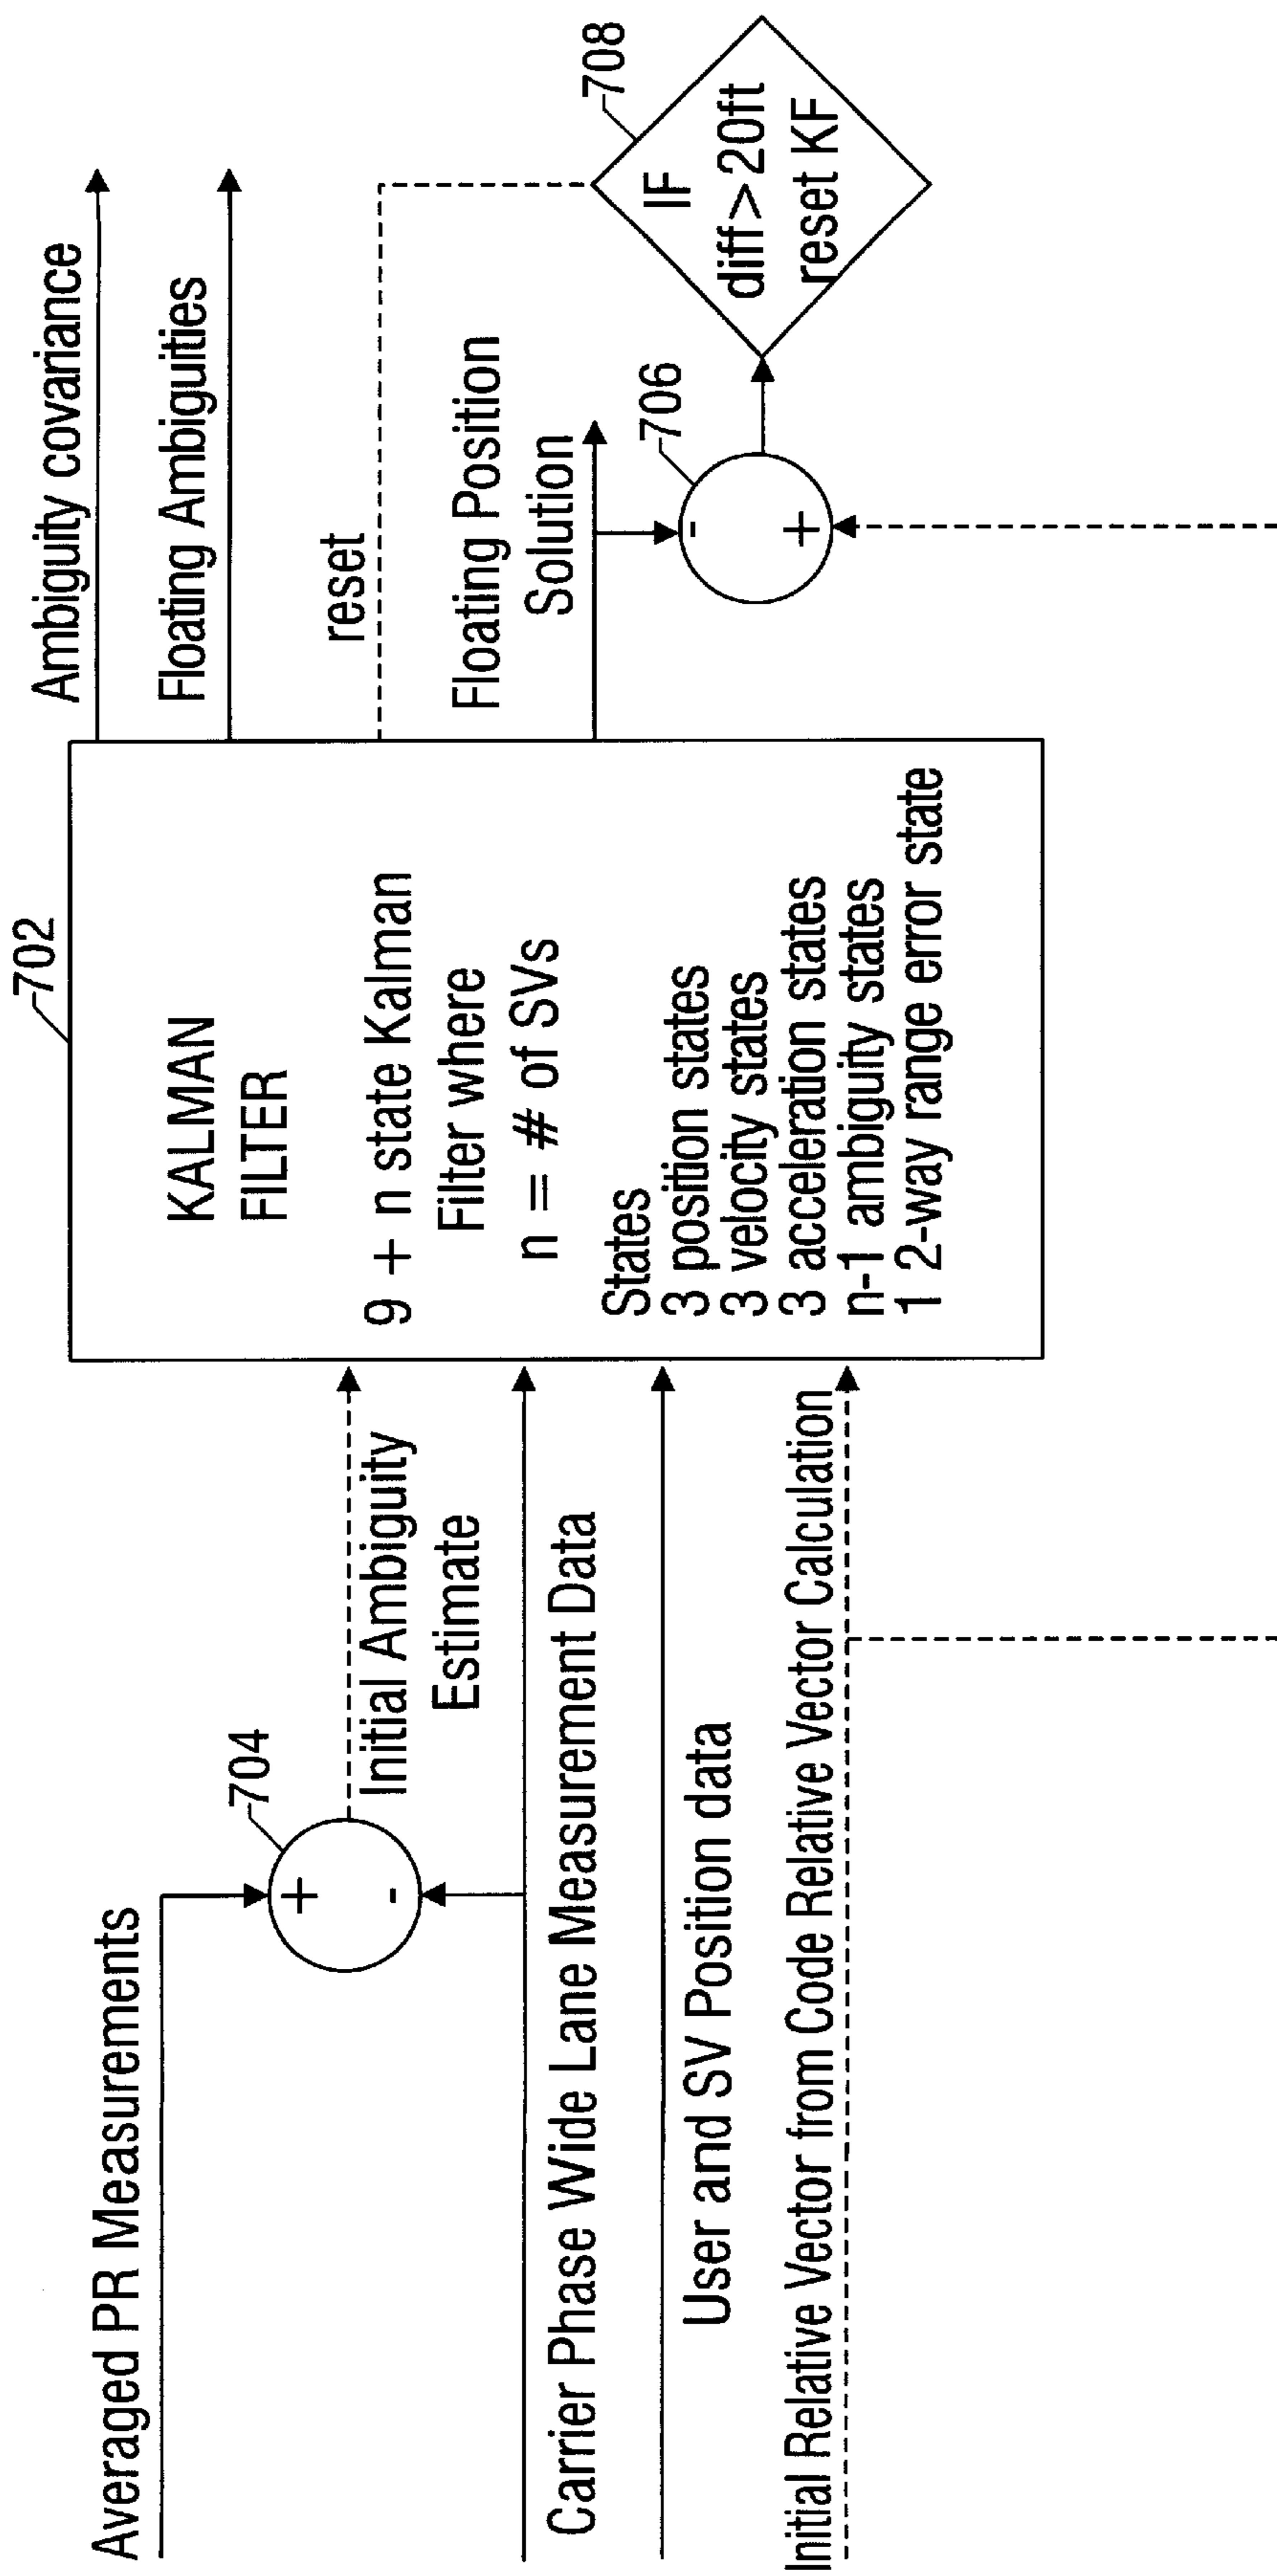 Averaged PR Measurements
704
Initial Ambiguity
Estimate
+
-
Carrier Phase Wide Lane Measurement Data
User and SV Position data
Initial Relative Vector from Code Relative Vector Calculation
702
KALMAN
FILTER
9 + n state Kalman
Filter where
n = # of SVs
States
3 position states
3 velocity states
3 acceleration states
n-1 ambiguity states
1 2-way range error state
Ambiguity covariance
Floating Ambiguities
reset
Floating Position
Solution
706
-
+
708
IF
diff>20ft
reset KF